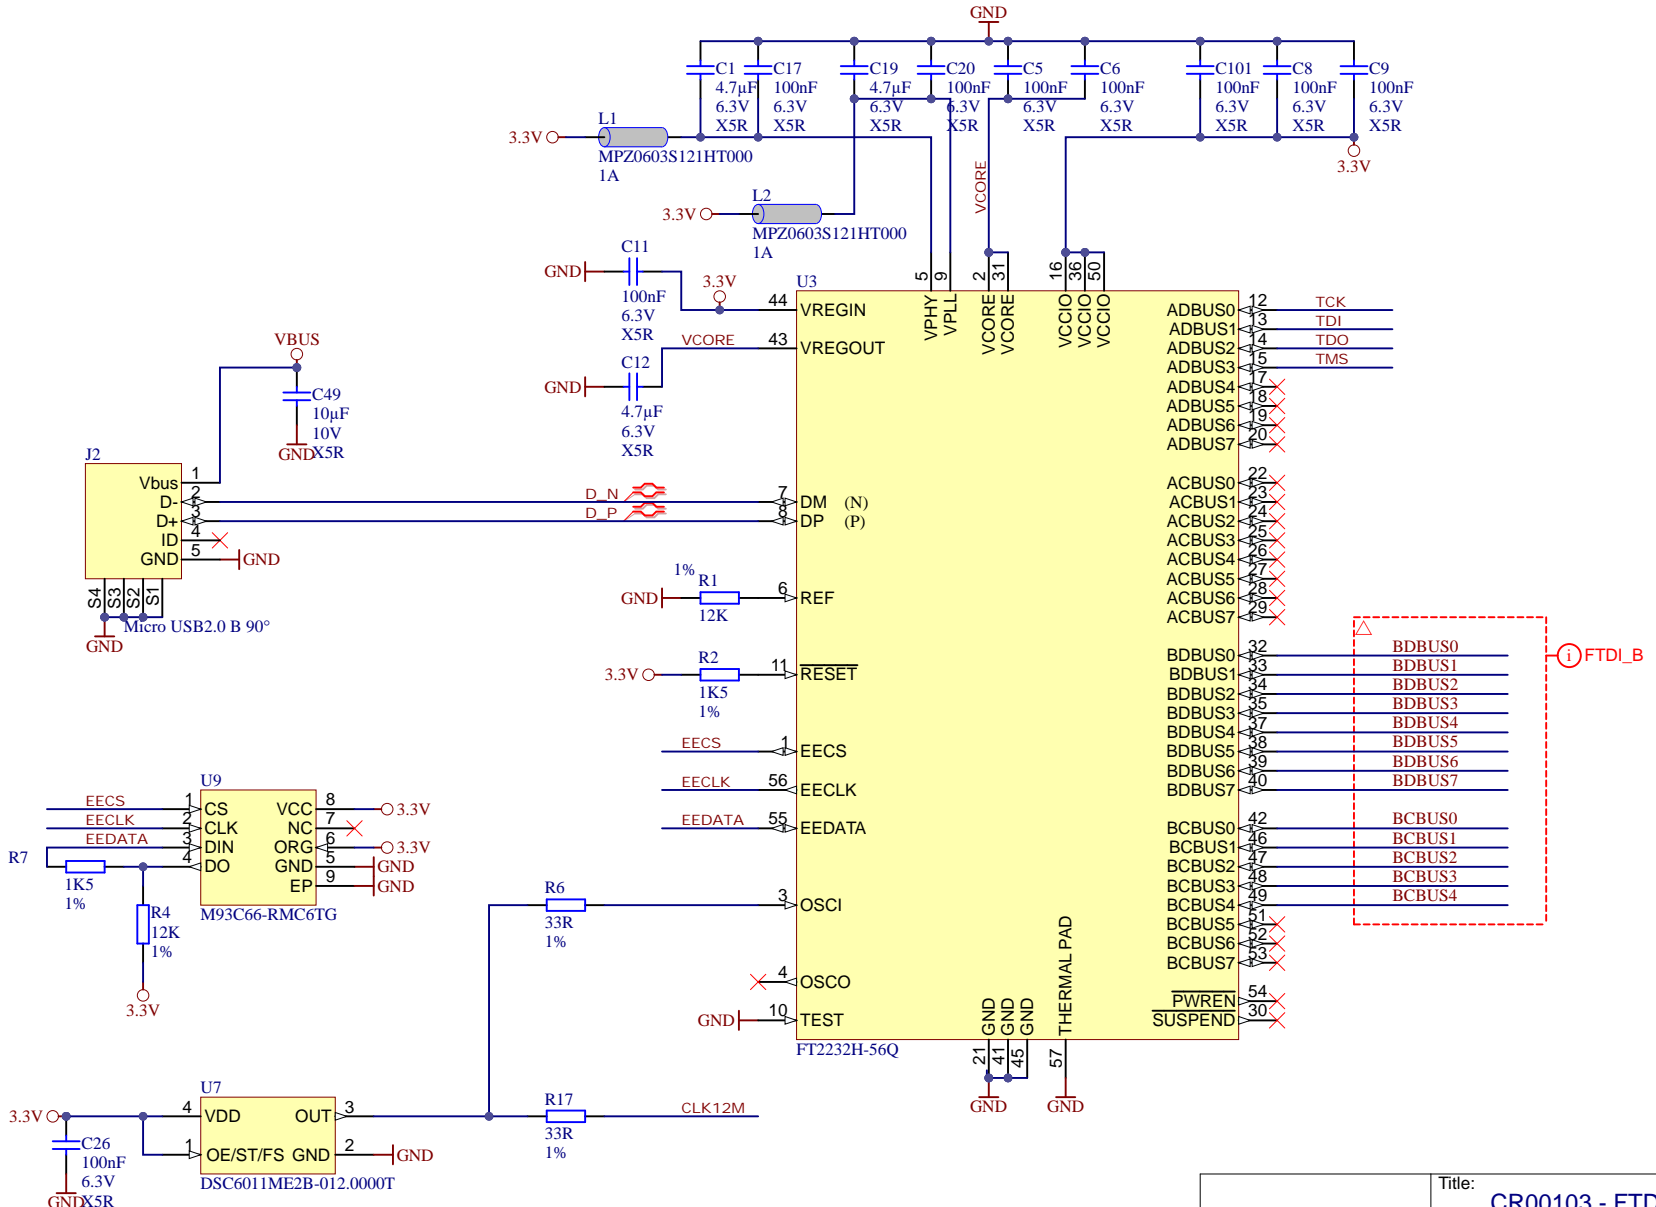 GND
C1
4.7µF
6.3V
X5R
C17
100nF
6.3V
X5R
C19
4.7µF
6.3V
X5R
C20
100nF
6.3V
X5R
C5
100nF
6.3V
X5R
C6
100nF
6.3V
X5R
C101
100nF
6.3V
X5R
C8
100nF
6.3V
X5R
C9
100nF
6.3V
X5R
3.3V
3.3V
L1
MPZ0603S121HT000
1A
3.3V
L2
MPZ0603S121HT000
1A
VCORE
GND
C11
100nF
6.3V
X5R
3.3V
GND
C12
4.7µF
6.3V
X5R
VCORE
U3
44 VREGIN
43 VREGOUT
5 VPHY
9 VPLL
2 VCORE
31 VCORE
16 VCCIO
36 VCCIO
50 VCCIO
7 DM (N)
8 DP (P)
6 REF
11 RESET
1 EECS
56 EECLK
55 EEDATA
3 OSCI
4 OSCO
10 TEST
FT2232H-56Q
ADBUS0 12 TCK
ADBUS1 13 TDI
ADBUS2 14 TDO
ADBUS3 15 TMS
ADBUS4 17
ADBUS5 18
ADBUS6 19
ADBUS7 20
ACBUS0 22
ACBUS1 23
ACBUS2 24
ACBUS3 25
ACBUS4 26
ACBUS5 27
ACBUS6 28
ACBUS7 29
BDBUS0 32 BDBUS0
BDBUS1 33 BDBUS1
BDBUS2 34 BDBUS2
BDBUS3 35 BDBUS3
BDBUS4 37 BDBUS4
BDBUS5 38 BDBUS5
BDBUS6 39 BDBUS6
BDBUS7 40 BDBUS7
BCBUS0 42 BCBUS0
BCBUS1 46 BCBUS1
BCBUS2 47 BCBUS2
BCBUS3 48 BCBUS3
BCBUS4 49 BCBUS4
BCBUS5 51
BCBUS6 52
BCBUS7 53
PWREN 54
SUSPEND 30
i FTDI_B
GND 21
GND 41
GND 45
THERMAL PAD 57
GND
GND
VBUS
C49
10µF
10V
X5R
GND
J2
Vbus 1
D- 2
D+ 3
ID 4
GND 5
GND
S4
S3
S2
S1
Micro USB2.0 B 90°
GND
D_N
D_P
GND
1%
R1
12K
3.3V
R2
1K5
1%
EECS
EECLK
EEDATA
GND
U9
EECS 1 CS
EECLK 2 CLK
EEDATA 3 DIN
4 DO
VCC 8 3.3V
NC 7
ORG 6 3.3V
GND 5 GND
EP 9 GND
M93C66-RMC6TG
R7
1K5
1%
R4
12K
1%
3.3V
R6
33R
1%
U7
3.3V
4 VDD
1 OE/ST/FS
OUT 3
GND 2
GND
DSC6011ME2B-012.0000T
C26
100nF
6.3V
X5R
GND
R17
33R
1%
CLK12M
Title:
CR00103 - FTD